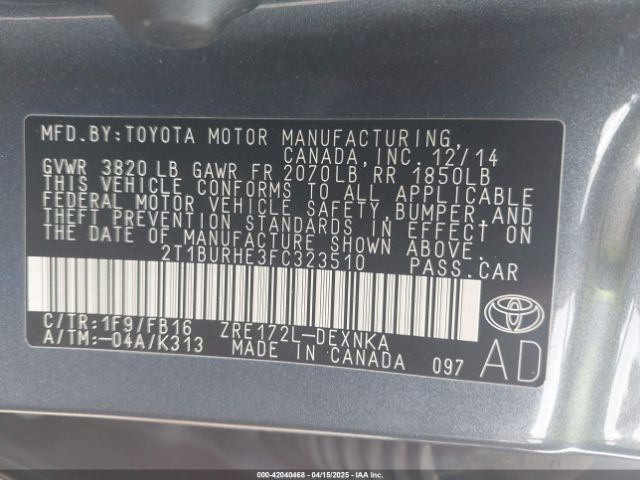 MFD.BY:TOYOTA MOTOR MANUFACTURING,
CANADA, INC. 12/14
GVWR 3820 LB GAWR FR 2070LB RR 1850LB
THIS VEHICLE CONFORMS TO ALL APPLICABLE
FEDERAL MOTOR VEHICLE SAFETY,BUMPER,AND
THEFT PREVENTION STANDARDS IN EFFECT ON
THE DATE OF MANUFACTURE SHOWN ABOVE.
2T1BURHE3FC323510 PASS.CAR
C/TR:1F9/FB16 ZRE172L-DEXNKA
A/TM:-04A/K313 MADE IN CANADA 097 AD
000-42040468 - 04/15/2025 - IAAI.COM